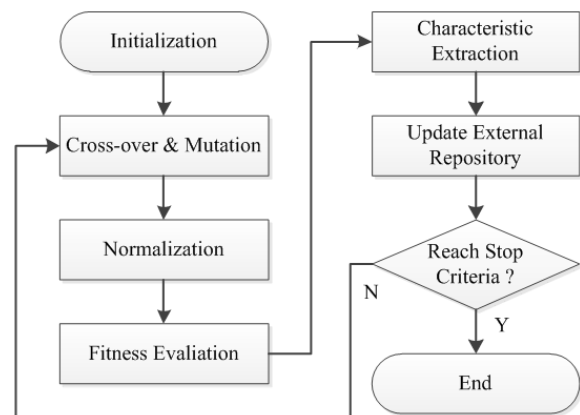 Initialization
Cross-over & Mutation
Normalization
Fitness Evaliation
Characteristic
Extraction
Update External
Repository
Reach Stop
Criteria ?
N
Y
End